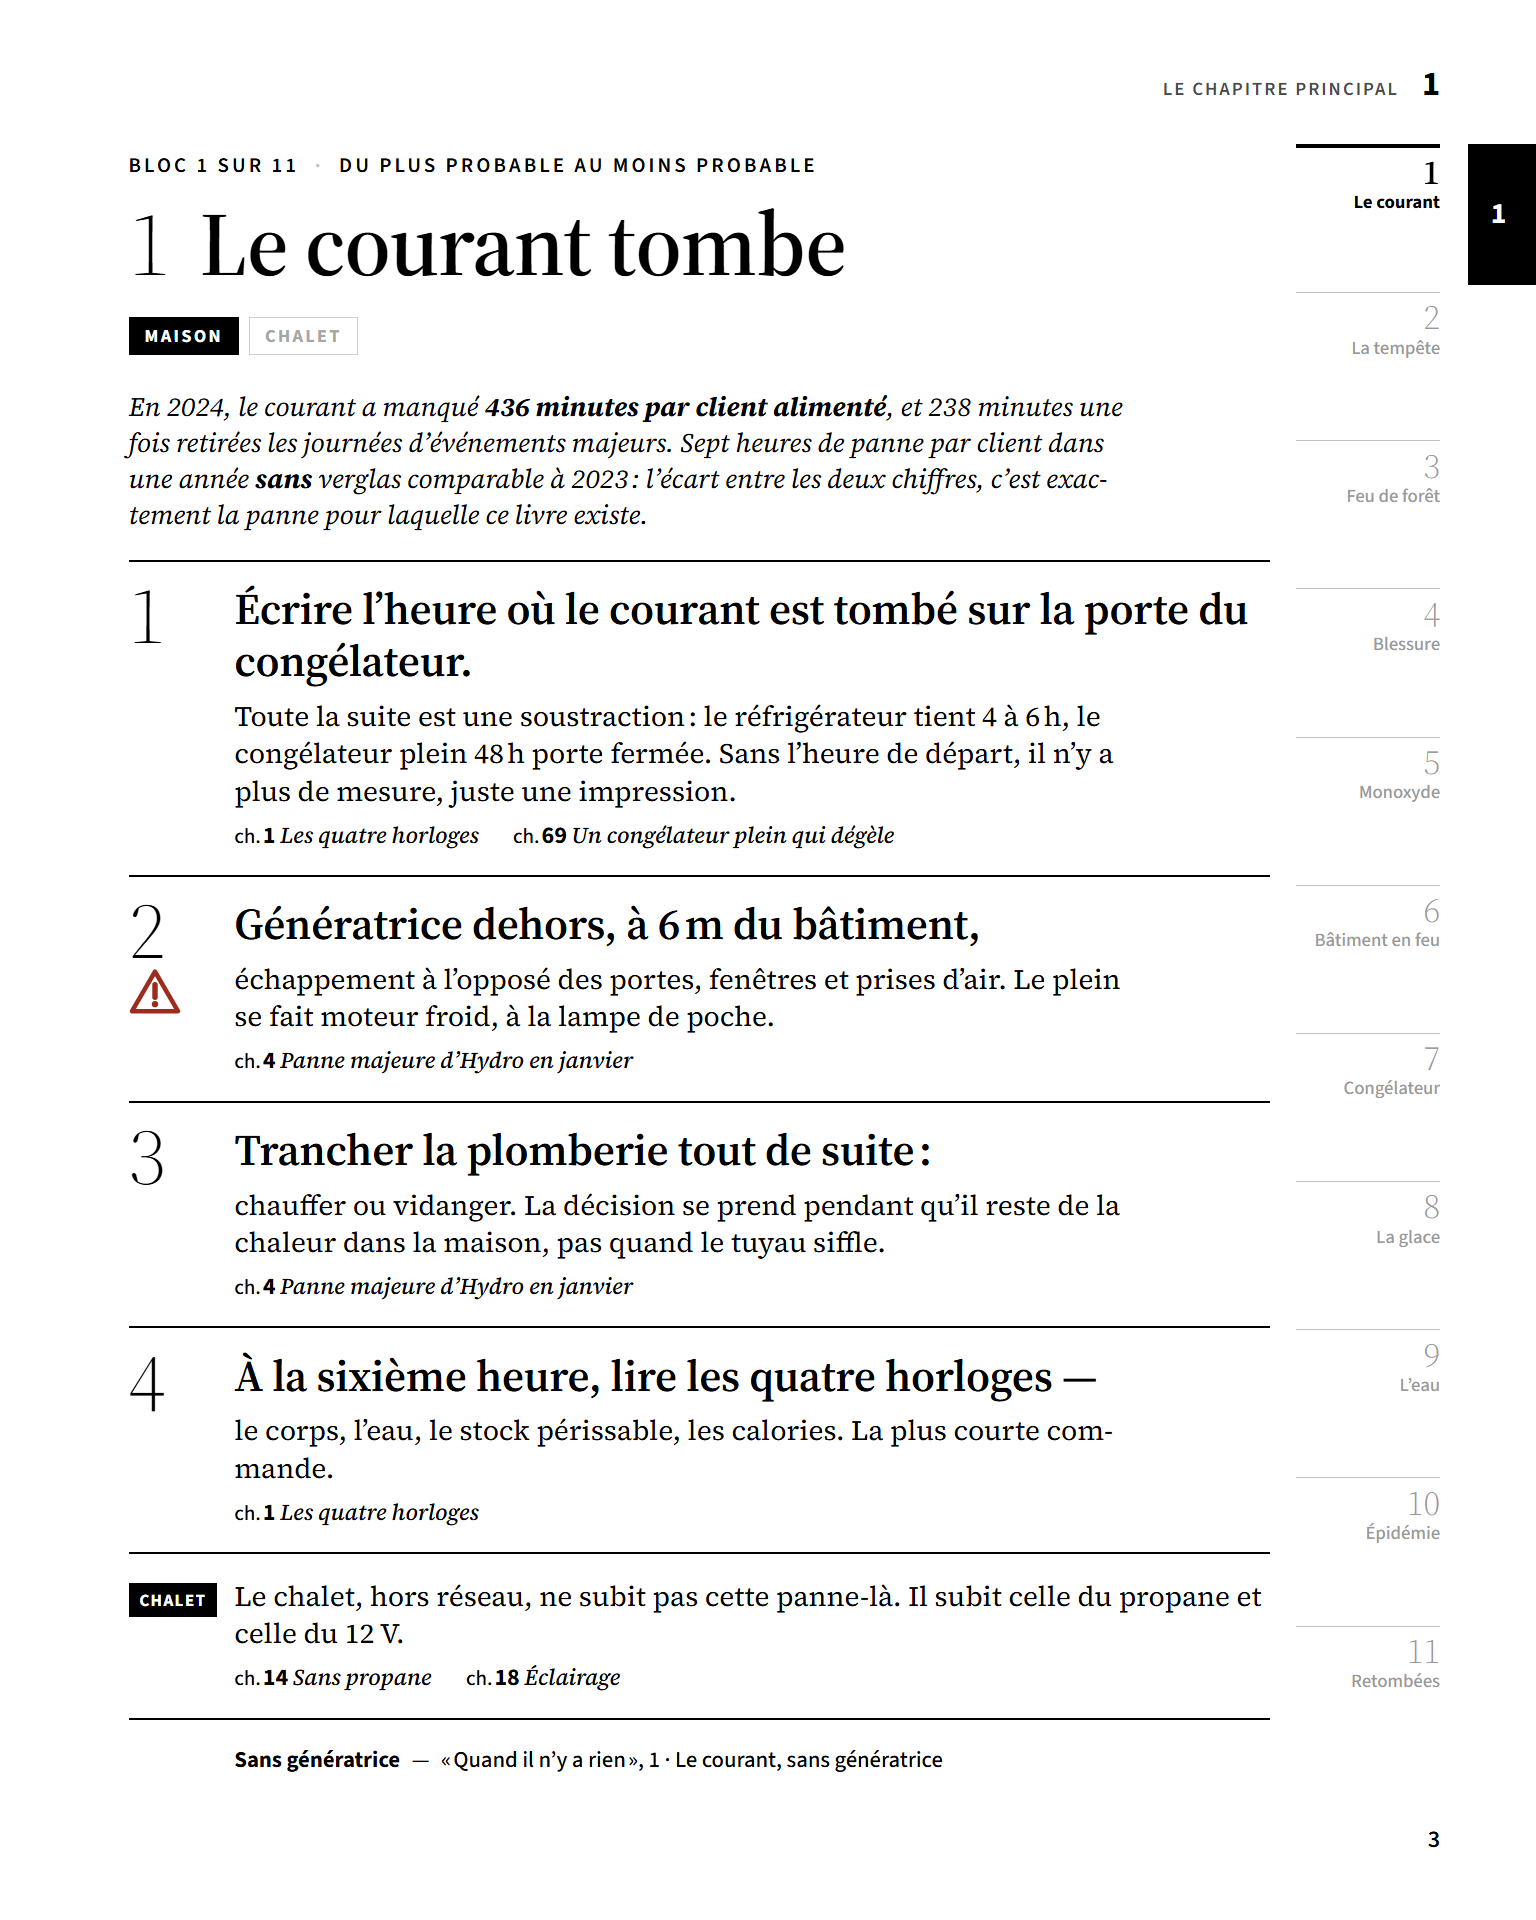 LE CHAPITRE PRINCIPAL 1
BLOC 1 SUR 11 · DU PLUS PROBABLE AU MOINS PROBABLE
1 Le courant tombe
MAISON CHALET
En 2024, le courant a manqué 436 minutes par client alimenté, et 238 minutes une
fois retirées les journées d’événements majeurs. Sept heures de panne par client dans
une année sans verglas comparable à 2023 : l’écart entre les deux chiffres, c’est exac-
tement la panne pour laquelle ce livre existe.
1
Écrire l’heure où le courant est tombé sur la porte du
congélateur.
Toute la suite est une soustraction : le réfrigérateur tient 4 à 6 h, le
congélateur plein 48 h porte fermée. Sans l’heure de départ, il n’y a
plus de mesure, juste une impression.
ch. 1 Les quatre horloges ch. 69 Un congélateur plein qui dégèle
2
Génératrice dehors, à 6 m du bâtiment,
échappement à l’opposé des portes, fenêtres et prises d’air. Le plein
se fait moteur froid, à la lampe de poche.
ch. 4 Panne majeure d’Hydro en janvier
3
Trancher la plomberie tout de suite :
chauffer ou vidanger. La décision se prend pendant qu’il reste de la
chaleur dans la maison, pas quand le tuyau siffle.
ch. 4 Panne majeure d’Hydro en janvier
4
À la sixième heure, lire les quatre horloges —
le corps, l’eau, le stock périssable, les calories. La plus courte com-
mande.
ch. 1 Les quatre horloges
CHALET
Le chalet, hors réseau, ne subit pas cette panne-là. Il subit celle du propane et
celle du 12 V.
ch. 14 Sans propane ch. 18 Éclairage
Sans génératrice — « Quand il n’y a rien », 1 · Le courant, sans génératrice
1
Le courant
1
2
La tempête
3
Feu de forêt
4
Blessure
5
Monoxyde
6
Bâtiment en feu
7
Congélateur
8
La glace
9
L’eau
10
Épidémie
11
Retombées
3